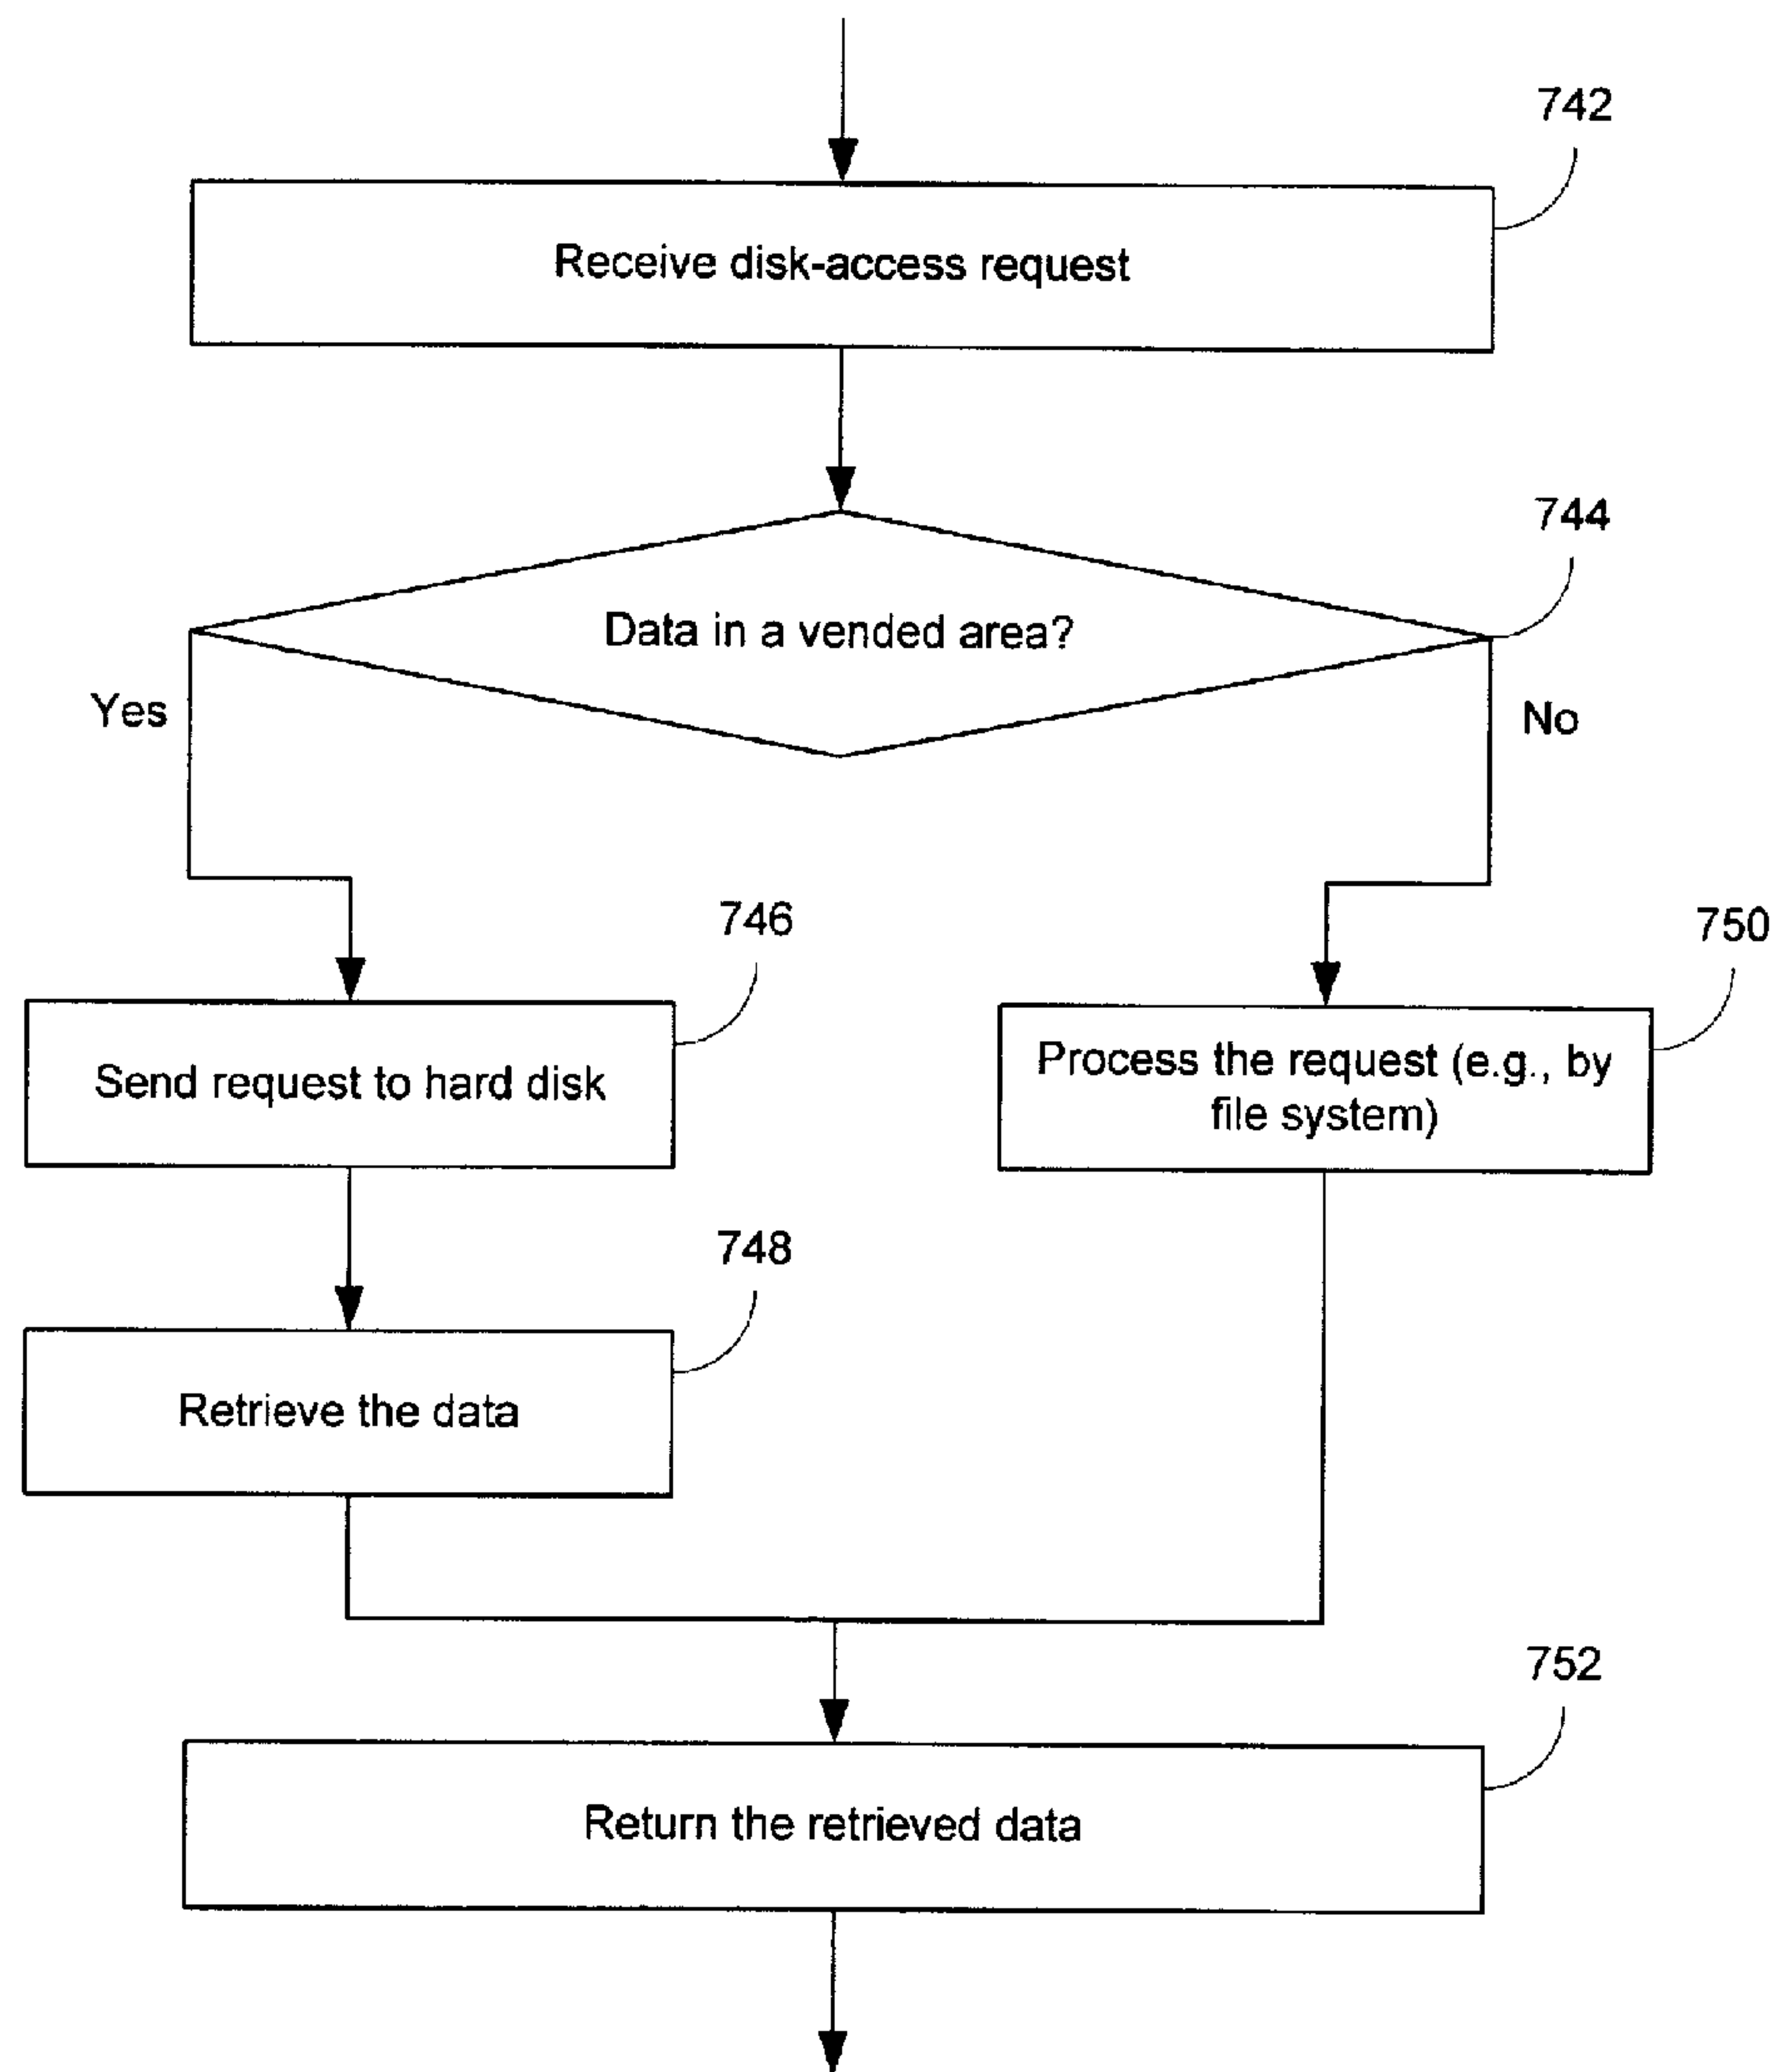 742
Receive disk-access request
744
Data in a vended area?
Yes
No
746
750
Send request to hard disk
Process the request (e.g., by
file system)
748
Retrieve the data
752
Return the retrieved data